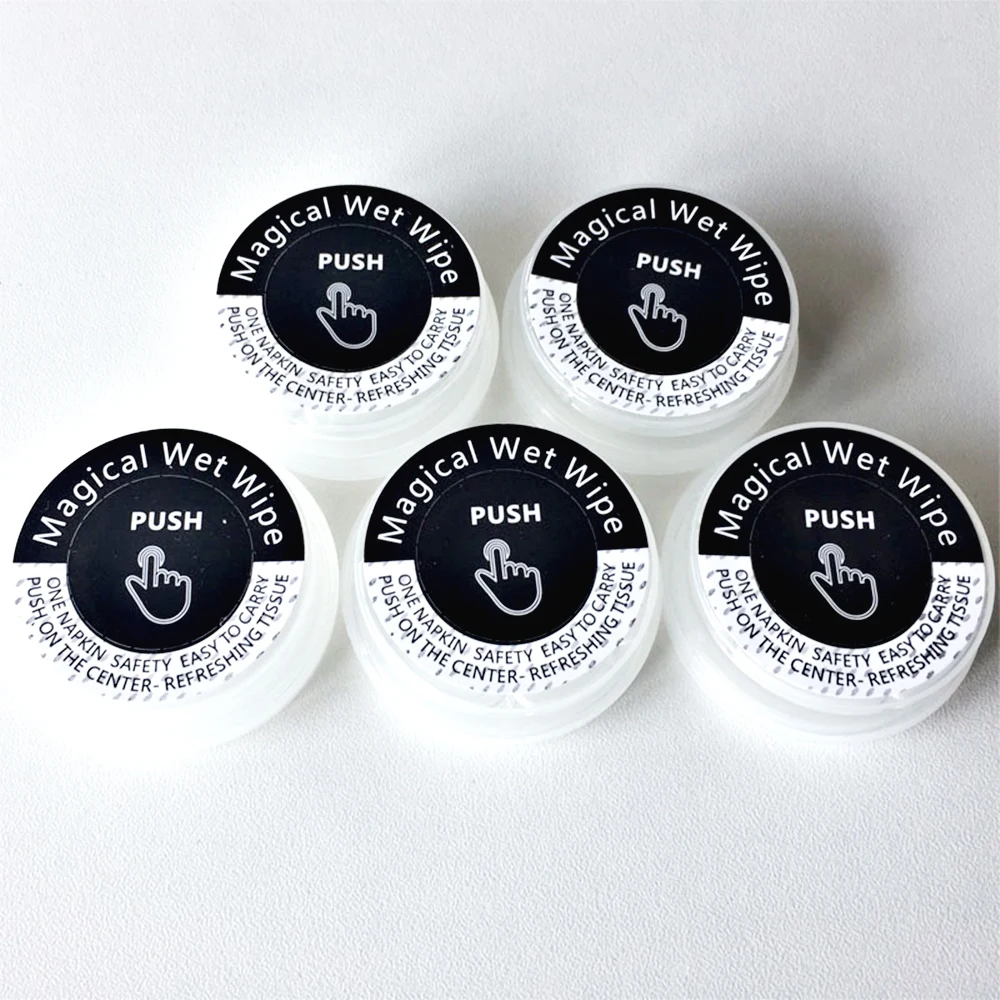 Magical Wet Wipe
PUSH
ONE NAPKIN SAFETY EASY TO CARRY
PUSH ON THE CENTER- REFRESHING TISSUE
Magical Wet Wipe
PUSH
ONE NAPKIN SAFETY EASY TO CARRY
PUSH ON THE CENTER- REFRESHING TISSUE
Magical Wet Wipe
PUSH
ONE NAPKIN SAFETY EASY TO CARRY
PUSH ON THE CENTER- REFRESHING TISSUE
Magical Wet Wipe
PUSH
ONE NAPKIN SAFETY EASY TO CARRY
PUSH ON THE CENTER- REFRESHING TISSUE
Magical Wet Wipe
PUSH
ONE NAPKIN SAFETY EASY TO CARRY
PUSH ON THE CENTER- REFRESHING TISSUE